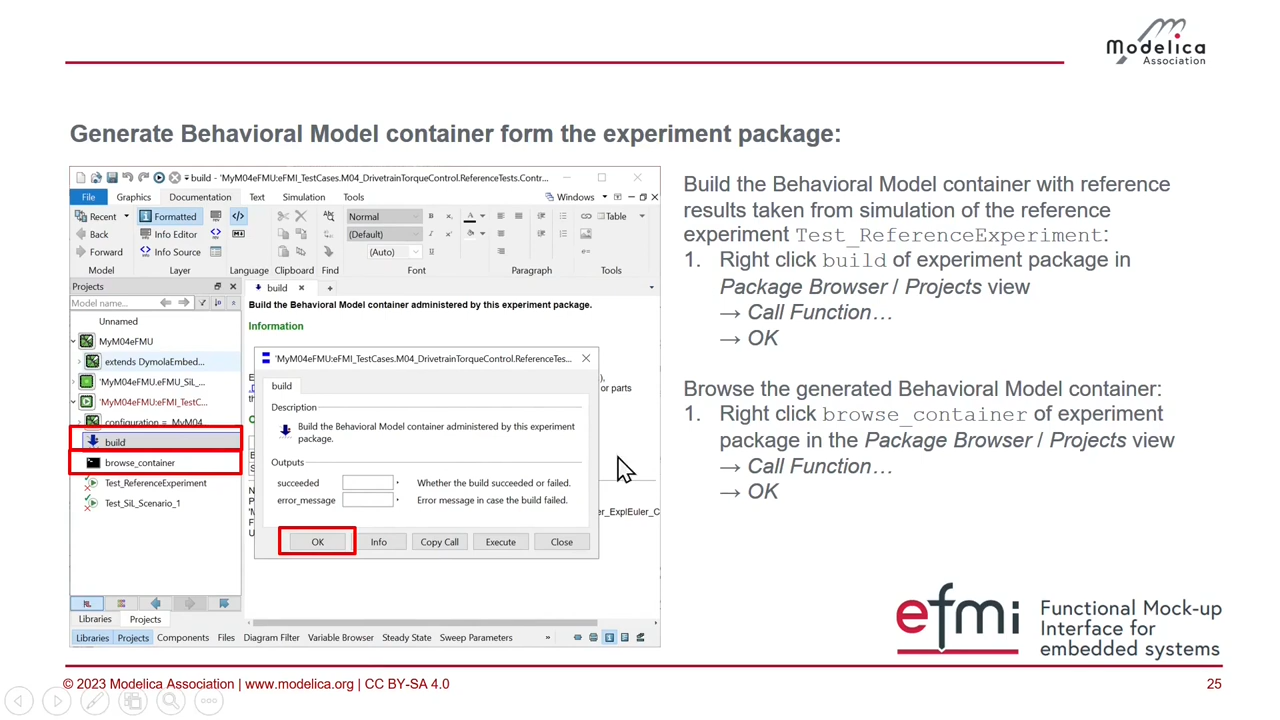 Modelica
Association
Generate Behavioral Model container form the experiment package:
build - 'MyM04eFMU:eFMI_TestCases.M04_DrivetrainTorqueControl.ReferenceTests.Contr...
File Graphics Documentation Text Simulation Tools Windows
Recent Formatted Normal Table
Back Info Editor (Default)
Forward Info Source (Auto)
Model Layer Language Clipboard Find Font Paragraph Tools
Projects
build
Model name...
Build the Behavioral Model container administered by this experiment package.
Unnamed
Information
MyM04eFMU
extends DymolaEmbed...
'MyM04eFMU.eFMU_SiL_...
'MyM04eFMU:eFMI_TestC...
configuration = MyM04
build
browse_container
Test_ReferenceExperiment
Test_SiL_Scenario_1
'MyM04eFMU:eFMI_TestCases.M04_DrivetrainTorqueControl.ReferenceTes...
build
Description
Build the Behavioral Model container administered by this experiment
package.
Outputs
succeeded Whether the build succeeded or failed.
error_message Error message in case the build failed.
OK Info Copy Call Execute Close
or parts
er_ExplEuler_C
Libraries Projects
Libraries Projects Components Files Diagram Filter Variable Browser Steady State Sweep Parameters »
Build the Behavioral Model container with reference
results taken from simulation of the reference
experiment Test_ReferenceExperiment:
1. Right click build of experiment package in
Package Browser / Projects view
→ Call Function…
→ OK
Browse the generated Behavioral Model container:
1. Right click browse_container of experiment
package in the Package Browser / Projects view
→ Call Function…
→ OK
efmi
Functional Mock-up
Interface for
embedded systems
© 2023 Modelica Association | www.modelica.org | CC BY-SA 4.0
25